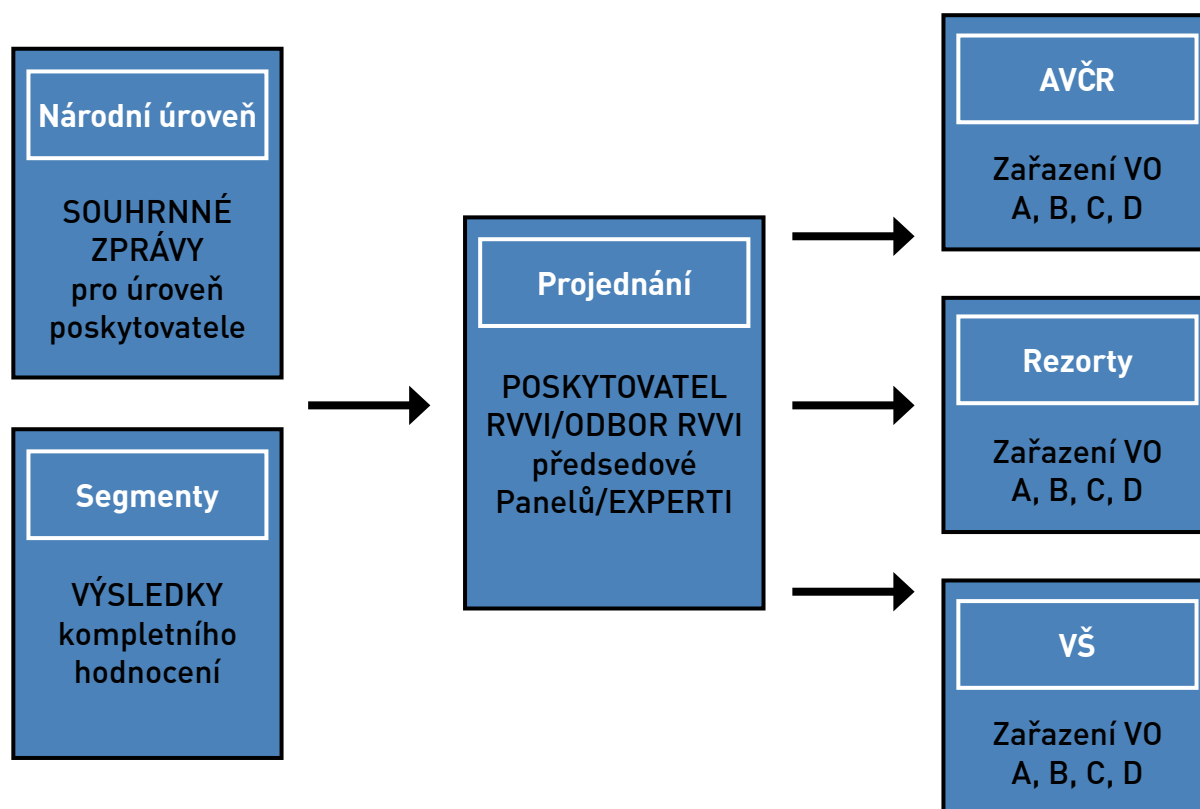 Národní úroveň
SOUHRNNÉ
ZPRÁVY
pro úroveň
poskytovatele
Segmenty
VÝSLEDKY
kompletního
hodnocení
Projednání
POSKYTOVATEL
RVVI/ODBOR RVVI
předsedové
Panelů/EXPERTI
AVČR
Zařazení VO
A, B, C, D
Rezorty
Zařazení VO
A, B, C, D
VŠ
Zařazení VO
A, B, C, D